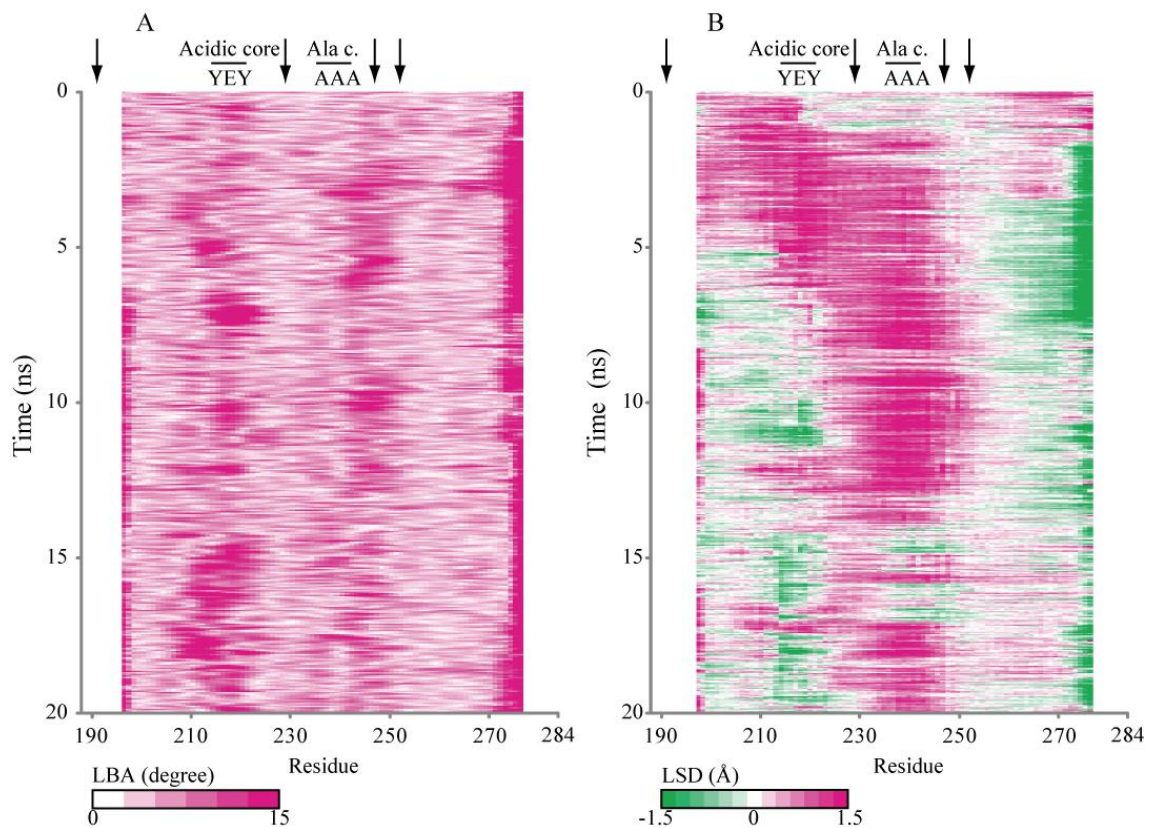 A
Acidic core
YEY
Ala c.
AAA
0
5
10
15
20
Time (ns)
190
210
230
250
270
284
Residue
LBA (degree)
0
15
B
Acidic core
YEY
Ala c.
AAA
0
5
10
15
20
Time (ns)
190
210
230
250
270
284
Residue
LSD (Å)
-1.5
0
1.5